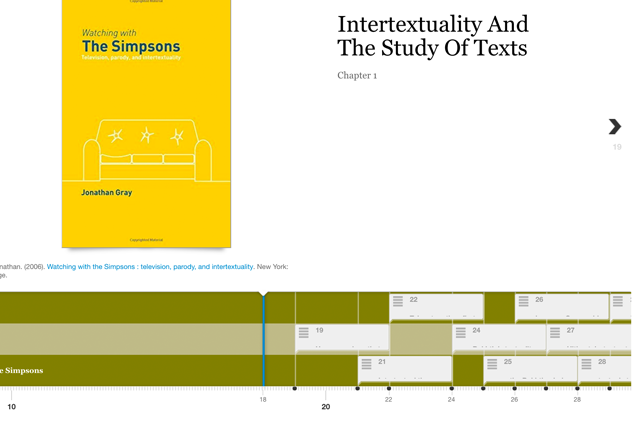 Copyrighted Material
Watching with
The Simpsons
Television, parody, and intertextuality
Jonathan Gray
Copyrighted Material
Intertextuality And
The Study Of Texts
Chapter 1
19
nathan. (2006). Watching with the Simpsons : television, parody, and intertextuality. New York:
ge.
22
26
19
24
27
e Simpsons
21
25
28
10
18
20
22
24
26
28